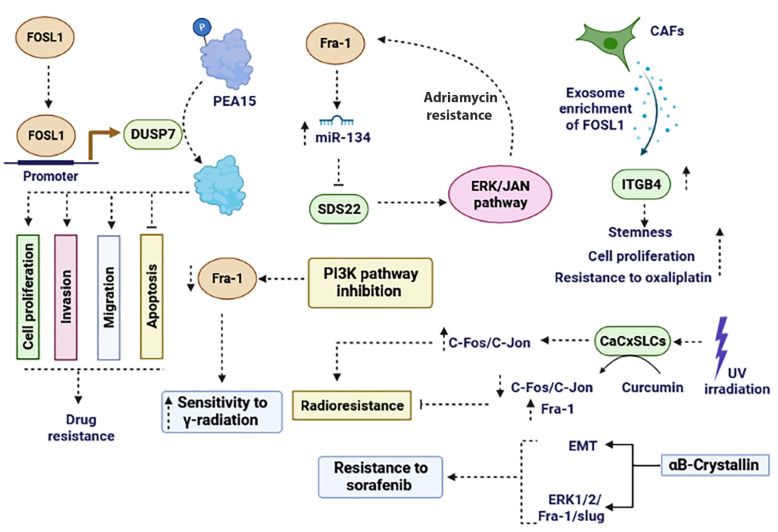 FOSL1
FOSL1
Promoter
DUSP7
P
PEA15
Cell proliferation
Invasion
Migration
Apoptosis
Drug
resistance
Fra-1
miR-134
SDS22
Adriamycin
resistance
ERK/JAN
pathway
CAFs
Exosome
enrichment
of FOSL1
ITGB4
Stemness
Cell proliferation
Resistance to oxaliplatin
Fra-1
PI3K pathway
inhibition
Sensitivity to
γ-radiation
C-Fos/C-Jon
CaCxSLCs
UV
irradiation
Curcumin
C-Fos/C-Jon
Fra-1
Radioresistance
Resistance to
sorafenib
EMT
ERK1/2/
Fra-1/slug
αB-Crystallin